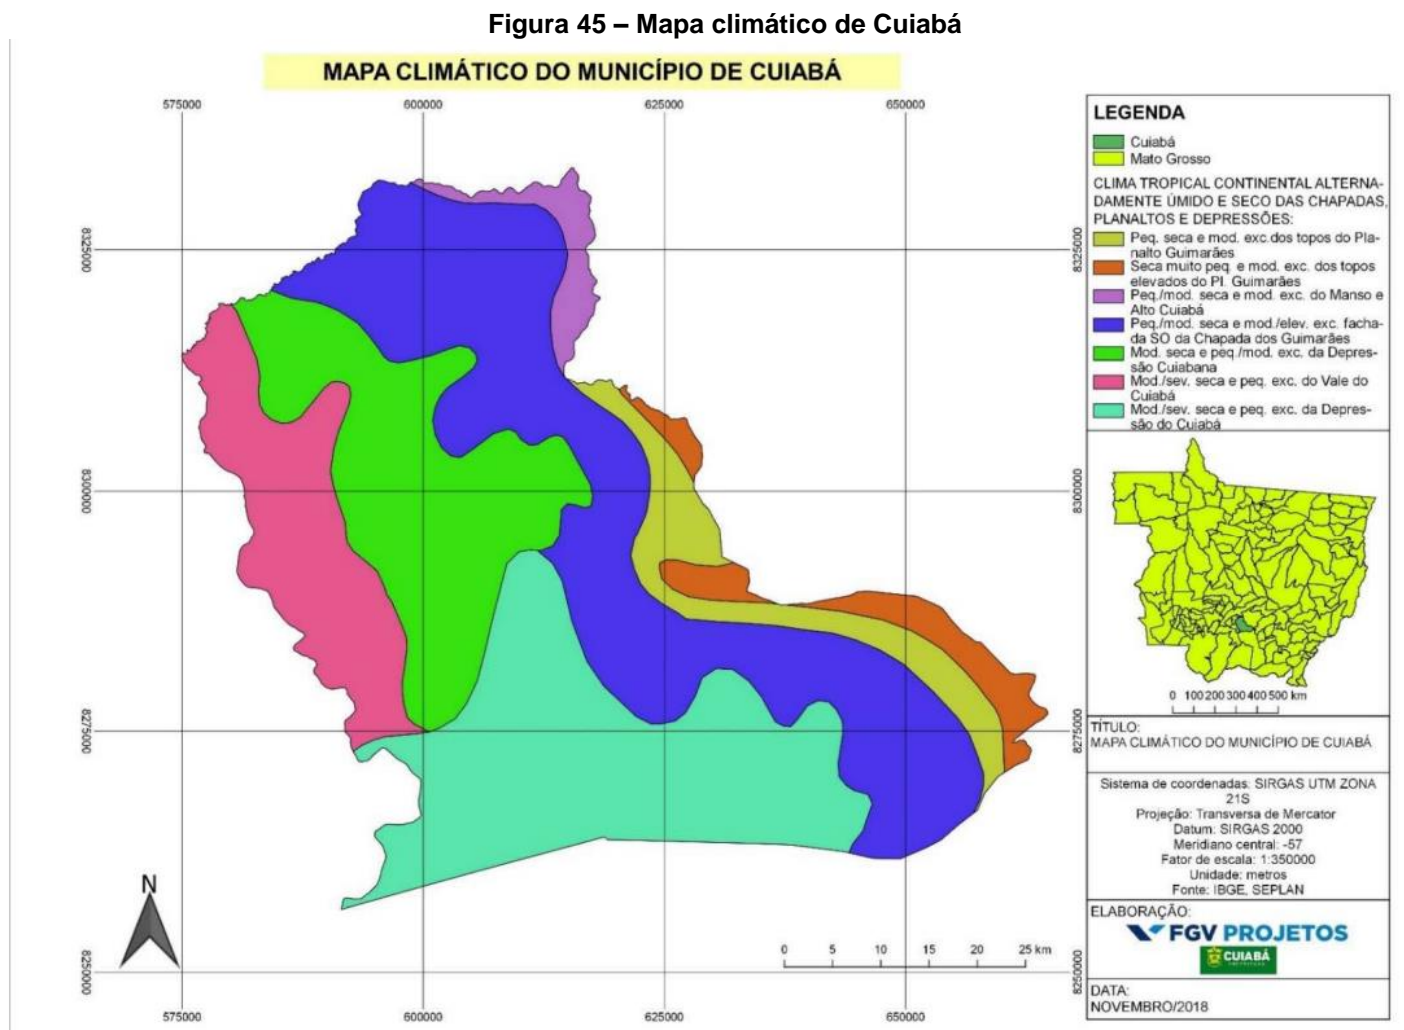 Figura 45 – Mapa climático de Cuiabá
MAPA CLIMÁTICO DO MUNICÍPIO DE CUIABÁ
575000
600000
625000
650000
8325000
8300000
8275000
8250000
8325000
8300000
8275000
8250000
575000
600000
625000
650000
N
0 5 10 15 20 25 km
LEGENDA
Cuiabá
Mato Grosso
CLIMA TROPICAL CONTINENTAL ALTERNA-
DAMENTE ÚMIDO E SECO DAS CHAPADAS,
PLANALTOS E DEPRESSÕES:
Peq. seca e mod. exc.dos topos do Pla-
nalto Guimarães
Seca muito peq. e mod. exc. dos topos
elevados do Pl. Guimarães
Peq./mod. seca e mod. exc. do Manso e
Alto Cuiabá
Peq./mod. seca e mod./elev. exc. facha-
da SO da Chapada dos Guimarães
Mod. seca e peq./mod. exc. da Depres-
são Cuiabana
Mod./sev. seca e peq. exc. do Vale do
Cuiabá
Mod./sev. seca e peq. exc. da Depres-
são do Cuiabá
0 100 200 300 400 500 km
TÍTULO:
MAPA CLIMÁTICO DO MUNICÍPIO DE CUIABÁ
Sistema de coordenadas: SIRGAS UTM ZONA
21S
Projeção: Transversa de Mercator
Datum: SIRGAS 2000
Meridiano central: -57
Fator de escala: 1:350000
Unidade: metros
Fonte: IBGE, SEPLAN
ELABORAÇÃO:
FGV PROJETOS
CUIABÁ
DATA:
NOVEMBRO/2018